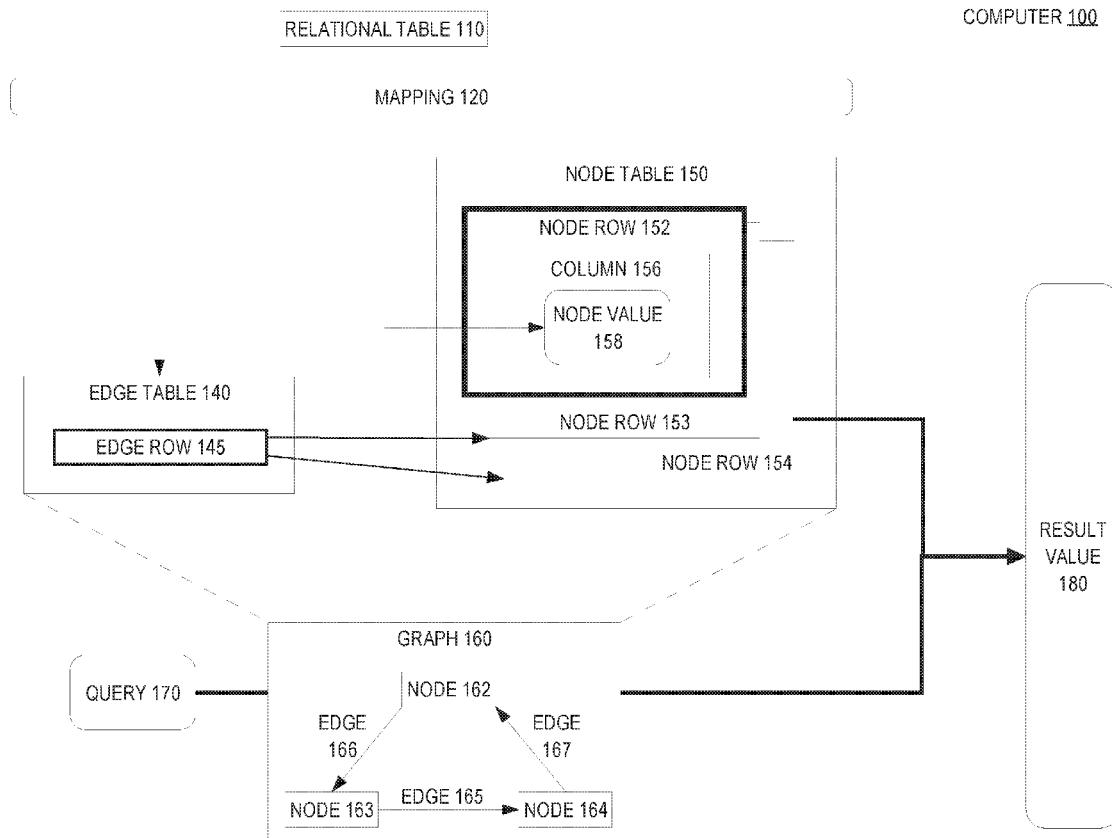 RELATIONAL TABLE 110
COMPUTER 100
MAPPING 120
NODE TABLE 150
NODE ROW 152
COLUMN 156
NODE VALUE
158
EDGE TABLE 140
EDGE ROW 145
NODE ROW 153
NODE ROW 154
RESULT
VALUE
180
GRAPH 160
QUERY 170
NODE 162
EDGE
166
EDGE
167
NODE 163
EDGE 165
NODE 164